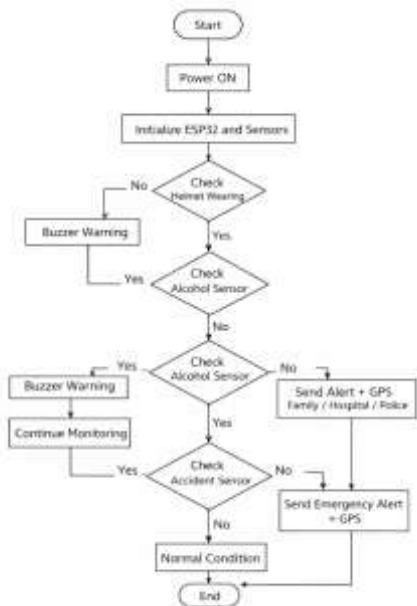 Start
Power ON
Initialize ESP32 and Sensors
Check
Helmet Wearing
No
Buzzer Warning
Yes
Yes
Check
Alcohol Sensor
No
Yes
Check
Alcohol Sensor
No
Buzzer Warning
Send Alert + GPS
Family / Hospital / Police
Continue Monitoring
Yes
Yes
Check
Accident Sensor
No
Send Emergency Alert
+ GPS
No
Normal Condition
End